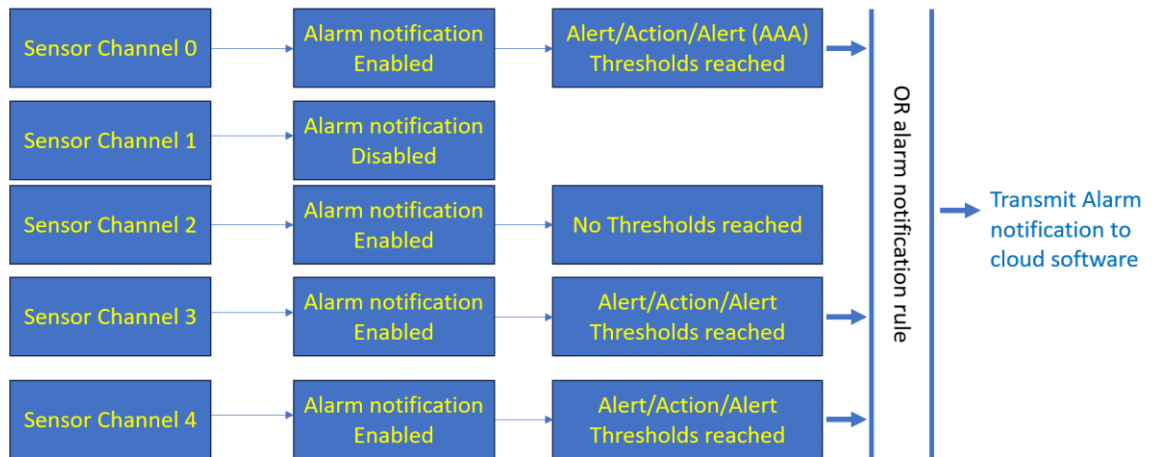 Sensor Channel 0
Alarm notification
Enabled
Alert/Action/Alert (AAA)
Thresholds reached
Sensor Channel 1
Alarm notification
Disabled
Sensor Channel 2
Alarm notification
Enabled
No Thresholds reached
Sensor Channel 3
Alarm notification
Enabled
Alert/Action/Alert
Thresholds reached
Sensor Channel 4
Alarm notification
Enabled
Alert/Action/Alert
Thresholds reached
OR alarm notification rule
Transmit Alarm
notification to
cloud software